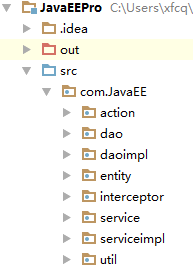 JavaEEPro C:\Users\xfcq\
.idea
out
src
com.JavaEE
action
dao
daoimpl
entity
interceptor
service
serviceimpl
util